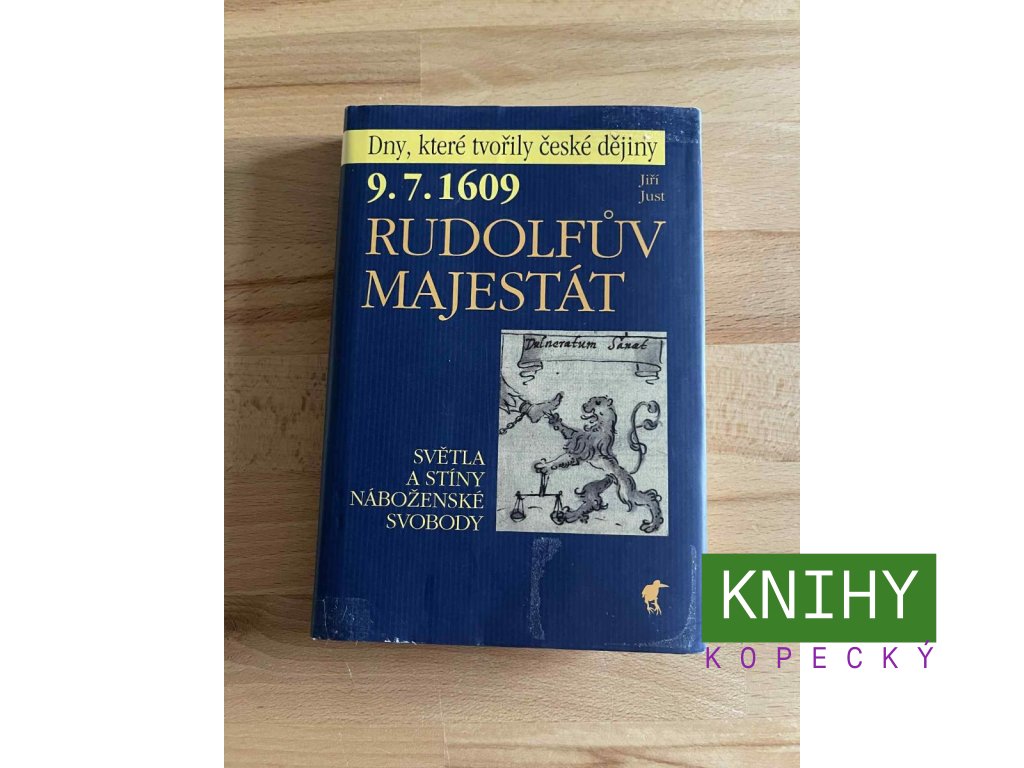 Dny, které tvořily české dějiny
9. 7. 1609
Jiří
Just
RUDOLFŮV
MAJESTÁT
Vulneratum Sanat
SVĚTLA
A STÍNY
NÁBOŽENSKÉ
SVOBODY
KNIHY
KOPECKÝ